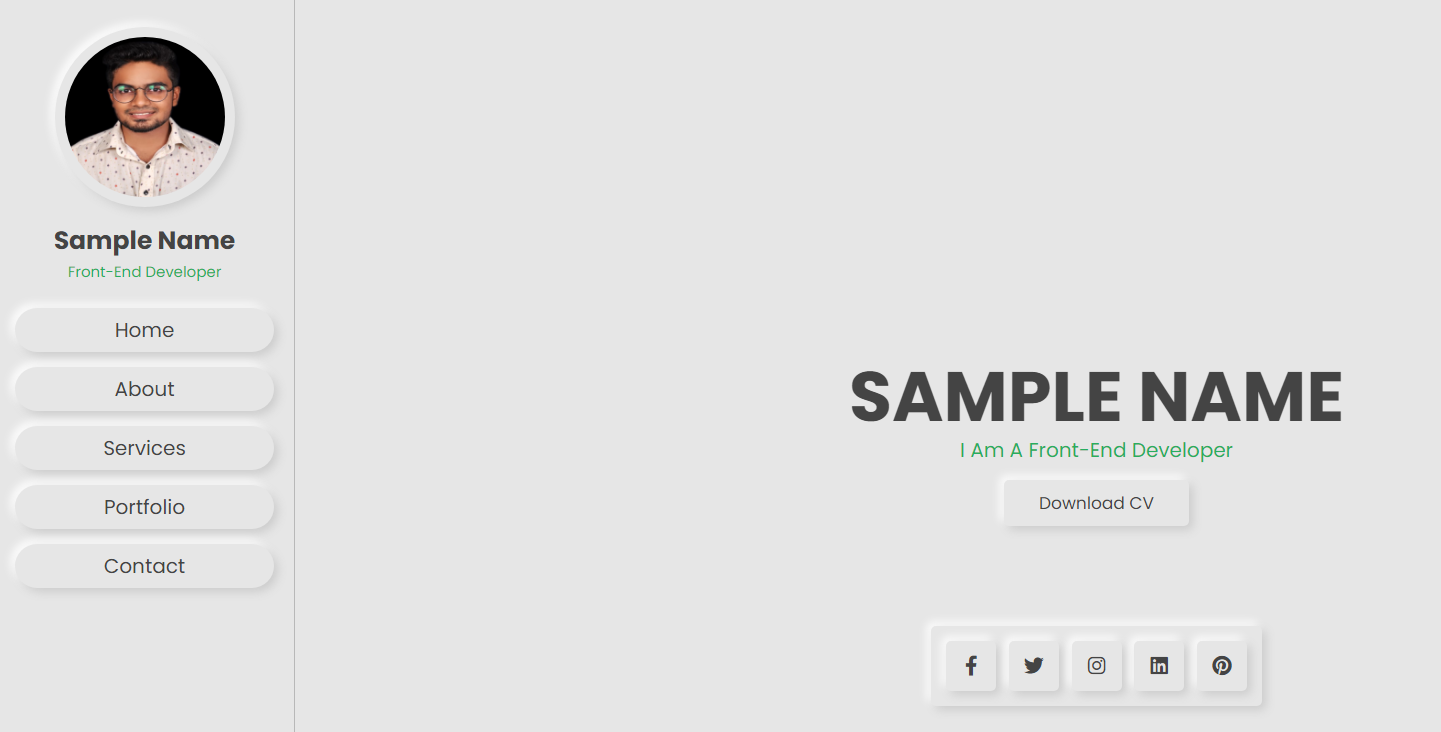 Sample Name
Front-End Developer
Home
About
Services
Portfolio
Contact
SAMPLE NAME
I Am A Front-End Developer
Download CV